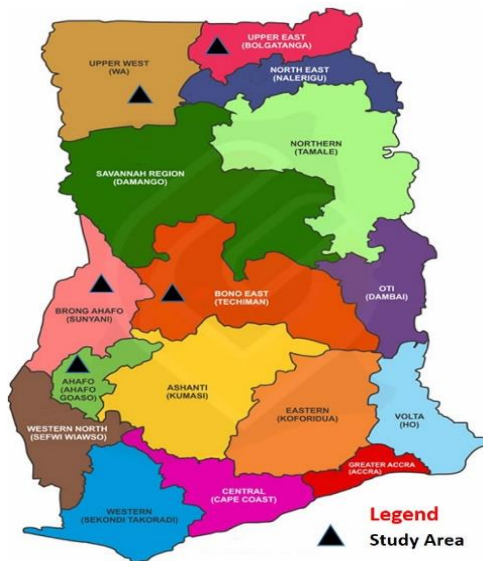 UPPER EAST
(BOLGATANGA)
UPPER WEST
(WA)
NORTH EAST
(NALERIGU)
NORTHERN
(TAMALE)
SAVANNAH REGION
(DAMANGO)
BONO EAST
(TECHIMAN)
OTI
(DAMBAI)
BRONG AHAFO
(SUNYANI)
AHAFO
(AHAFO
GOASO)
ASHANTI
(KUMASI)
EASTERN
(KOFORIDUA)
VOLTA
(HO)
WESTERN NORTH
(SEFWI WIAWSO)
GREATER ACCRA
(ACCRA)
CENTRAL
(CAPE COAST)
WESTERN
(SEKONDI TAKORADI)
Legend
Study Area